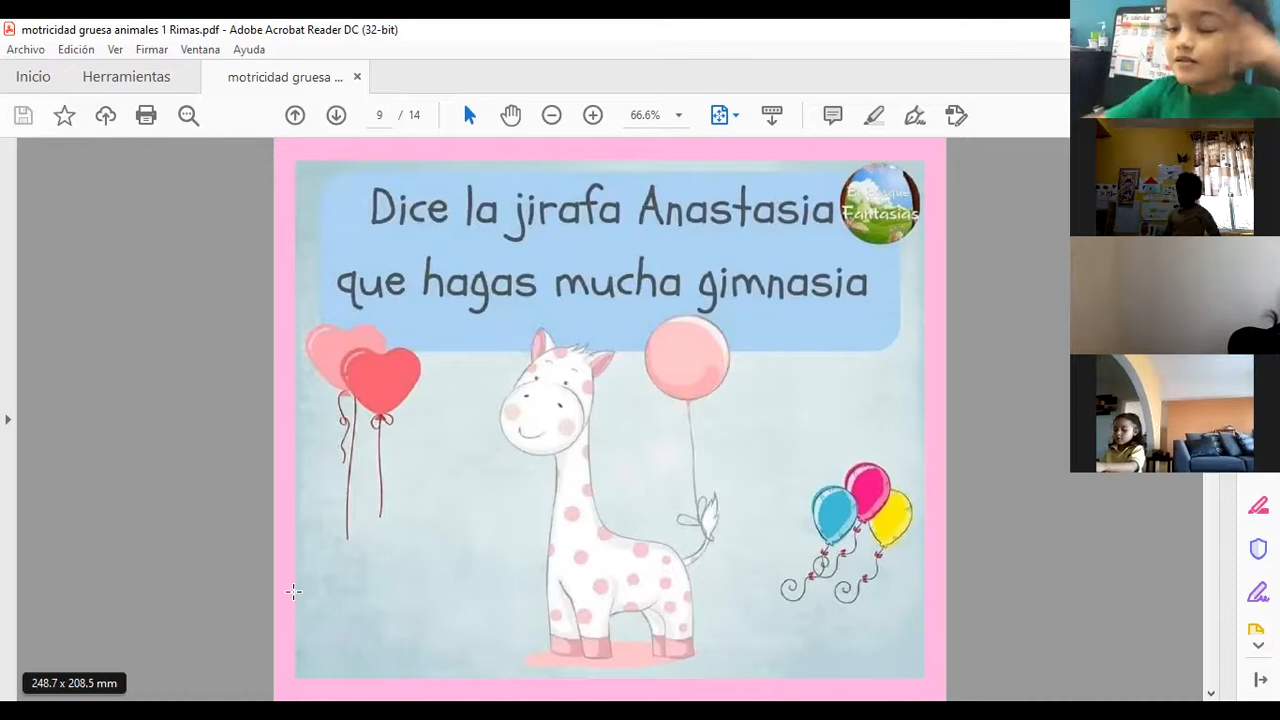 motricidad gruesa animales 1 Rimas.pdf - Adobe Acrobat Reader DC (32-bit)
Archivo Edición Ver Firmar Ventana Ayuda
Inicio Herramientas motricidad gruesa ... ×
9 / 14 66.6%
Dice la jirafa Anastasia
que hagas mucha gimnasia
Fantasías
248.7 x 208.5 mm